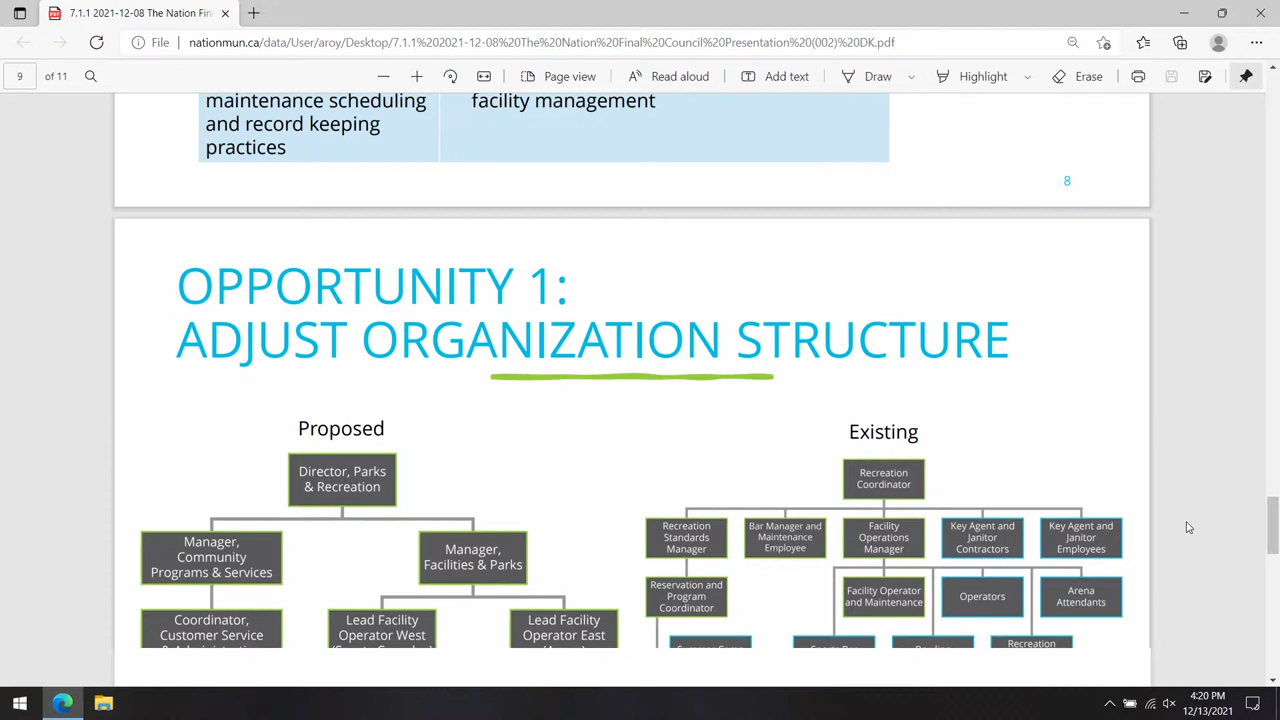 7.1.1 2021-12-08 The Nation Fin
File
nationmun.ca/data/User/aroy/Desktop/7.1.1%202021-12-08%20The%20Nation%20Final%20Council%20Presentation%20(002)%20DK.pdf
9 of 11
Page view
Read aloud
Add text
Draw
Highlight
Erase
maintenance scheduling
and record keeping
practices
facility management
8
OPPORTUNITY 1:
ADJUST ORGANIZATION STRUCTURE
Proposed
Director, Parks
& Recreation
Manager,
Community
Programs & Services
Manager,
Facilities & Parks
Coordinator,
Customer Service
Lead Facility
Operator West
Lead Facility
Operator East
Existing
Recreation
Coordinator
Recreation
Standards
Manager
Bar Manager and
Maintenance
Employee
Facility
Operations
Manager
Key Agent and
Janitor
Contractors
Key Agent and
Janitor
Employees
Reservation and
Program
Coordinator
Facility Operator
and Maintenance
Operators
Arena
Attendants
Recreation
4:20 PM
12/13/2021